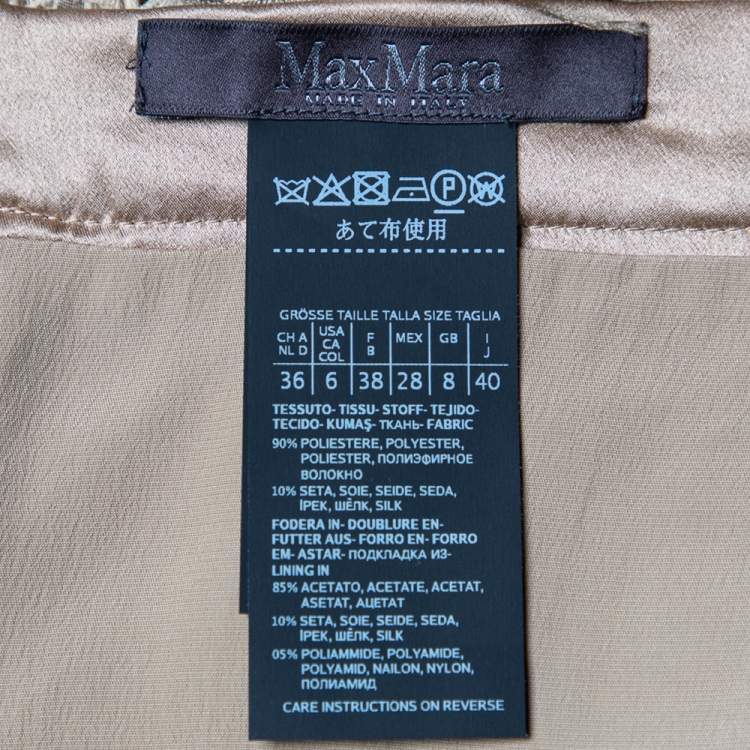 MaxMara
MADE IN ITALY
P W
あて布使用
GRÖSSE TAILLE TALLA SIZE TAGLIA
CH A NL D USA CA COL F B MEX GB I J
36 6 38 28 8 40
TESSUTO- TISSU- STOFF- TEJIDO-
TECIDO- KUMAŞ- ТКАНЬ- FABRIC
90% POLIESTERE, POLYESTER,
POLIESTER, ПОЛИЭФИРНОЕ
ВОЛОКНО
10% SETA, SOIE, SEIDE, SEDA,
İPEK, ШЁЛК, SILK
FODERA IN- DOUBLURE EN-
FUTTER AUS- FORRO EN- FORRO
EM- ASTAR- ПОДКЛАДКА ИЗ-
LINING IN
85% ACETATO, ACETATE, ACETAT,
ASETAT, АЦЕТАТ
10% SETA, SOIE, SEIDE, SEDA,
İPEK, ШЁЛК, SILK
05% POLIAMMIDE, POLYAMIDE,
POLYAMID, NAILON, NYLON,
ПОЛИАМИД
CARE INSTRUCTIONS ON REVERSE